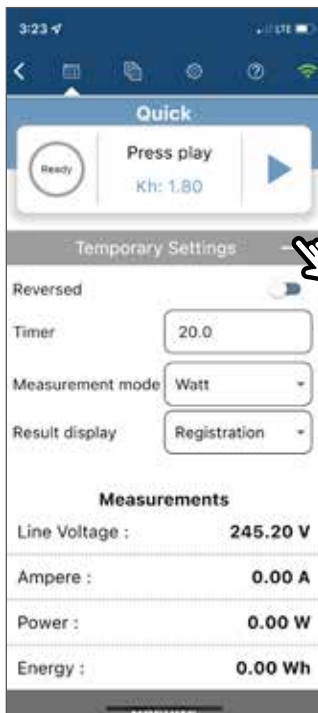 3:23
LTE
Quick
Ready
Press play
Kh: 1.80
Temporary Settings
Reversed
Timer 20.0
Measurement mode Watt
Result display Registration
Measurements
Line Voltage : 245.20 V
Ampere : 0.00 A
Power : 0.00 W
Energy : 0.00 Wh